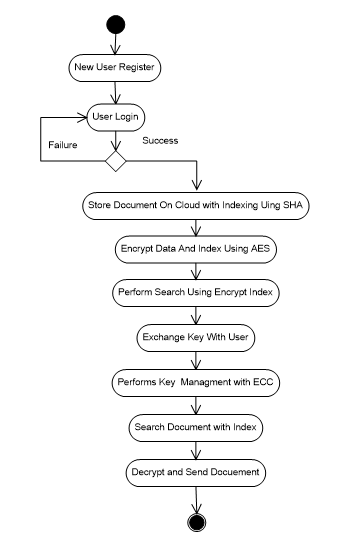 New User Register
User Login
Failure
Success
Store Document On Cloud with Indexing Uing SHA
Encrypt Data And Index Using AES
Perform Search Using Encrypt Index
Exchange Key With User
Performs Key Managment with ECC
Search Document with Index
Decrypt and Send Docuement